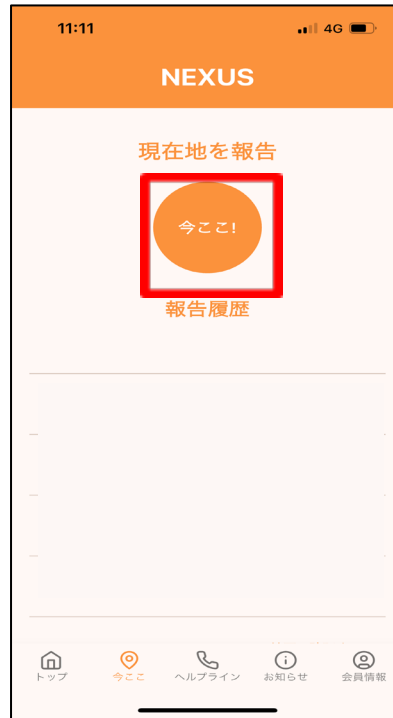 11:11
4G
NEXUS
現在地を報告
今ここ!
報告履歴
トップ
今ここ
ヘルプライン
お知らせ
会員情報